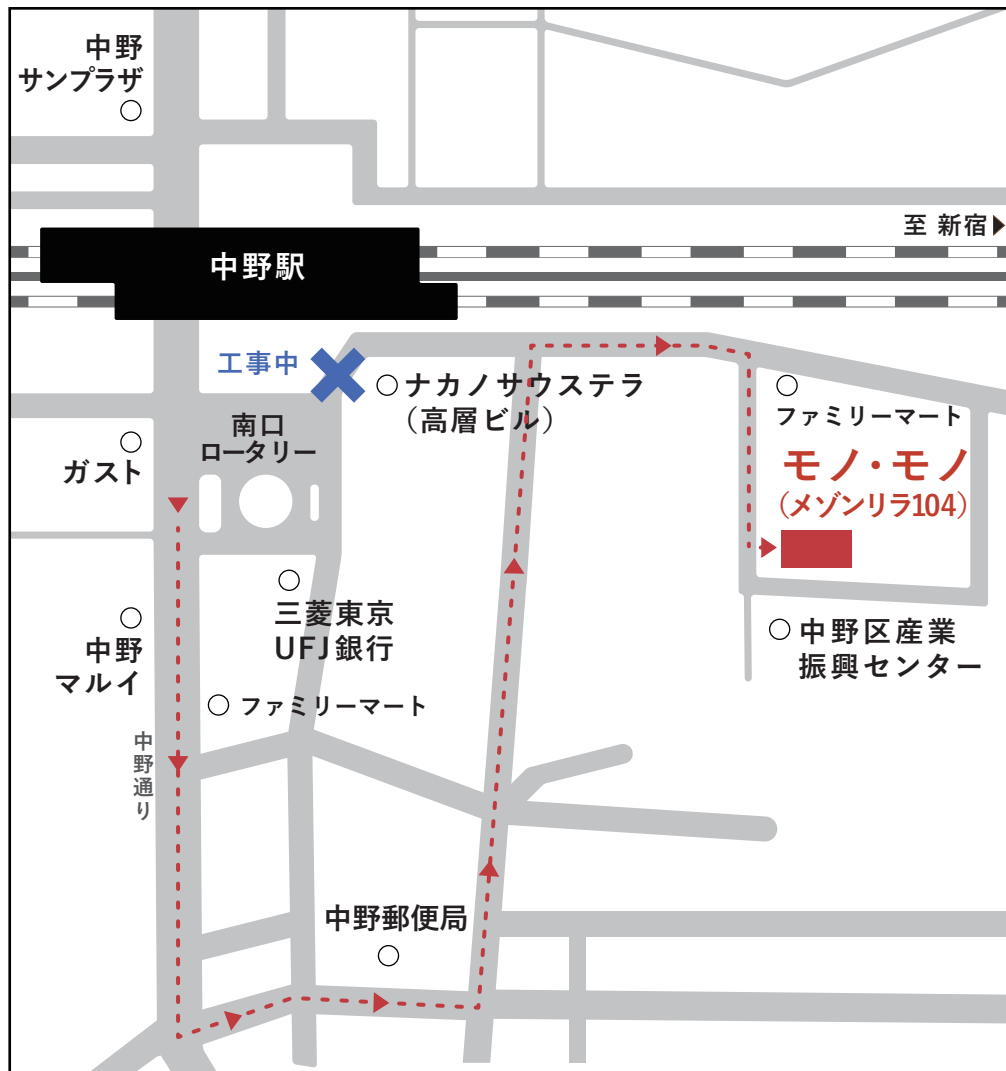 中野
サンプラザ
至 新宿
中野駅
工事中
ナカノサウステラ
（高層ビル）
南口
ロータリー
ガスト
ファミリーマート
モノ・モノ
（メゾンリラ104）
三菱東京
UFJ銀行
中野
マルイ
中野区産業
振興センター
ファミリーマート
中野通り
中野郵便局